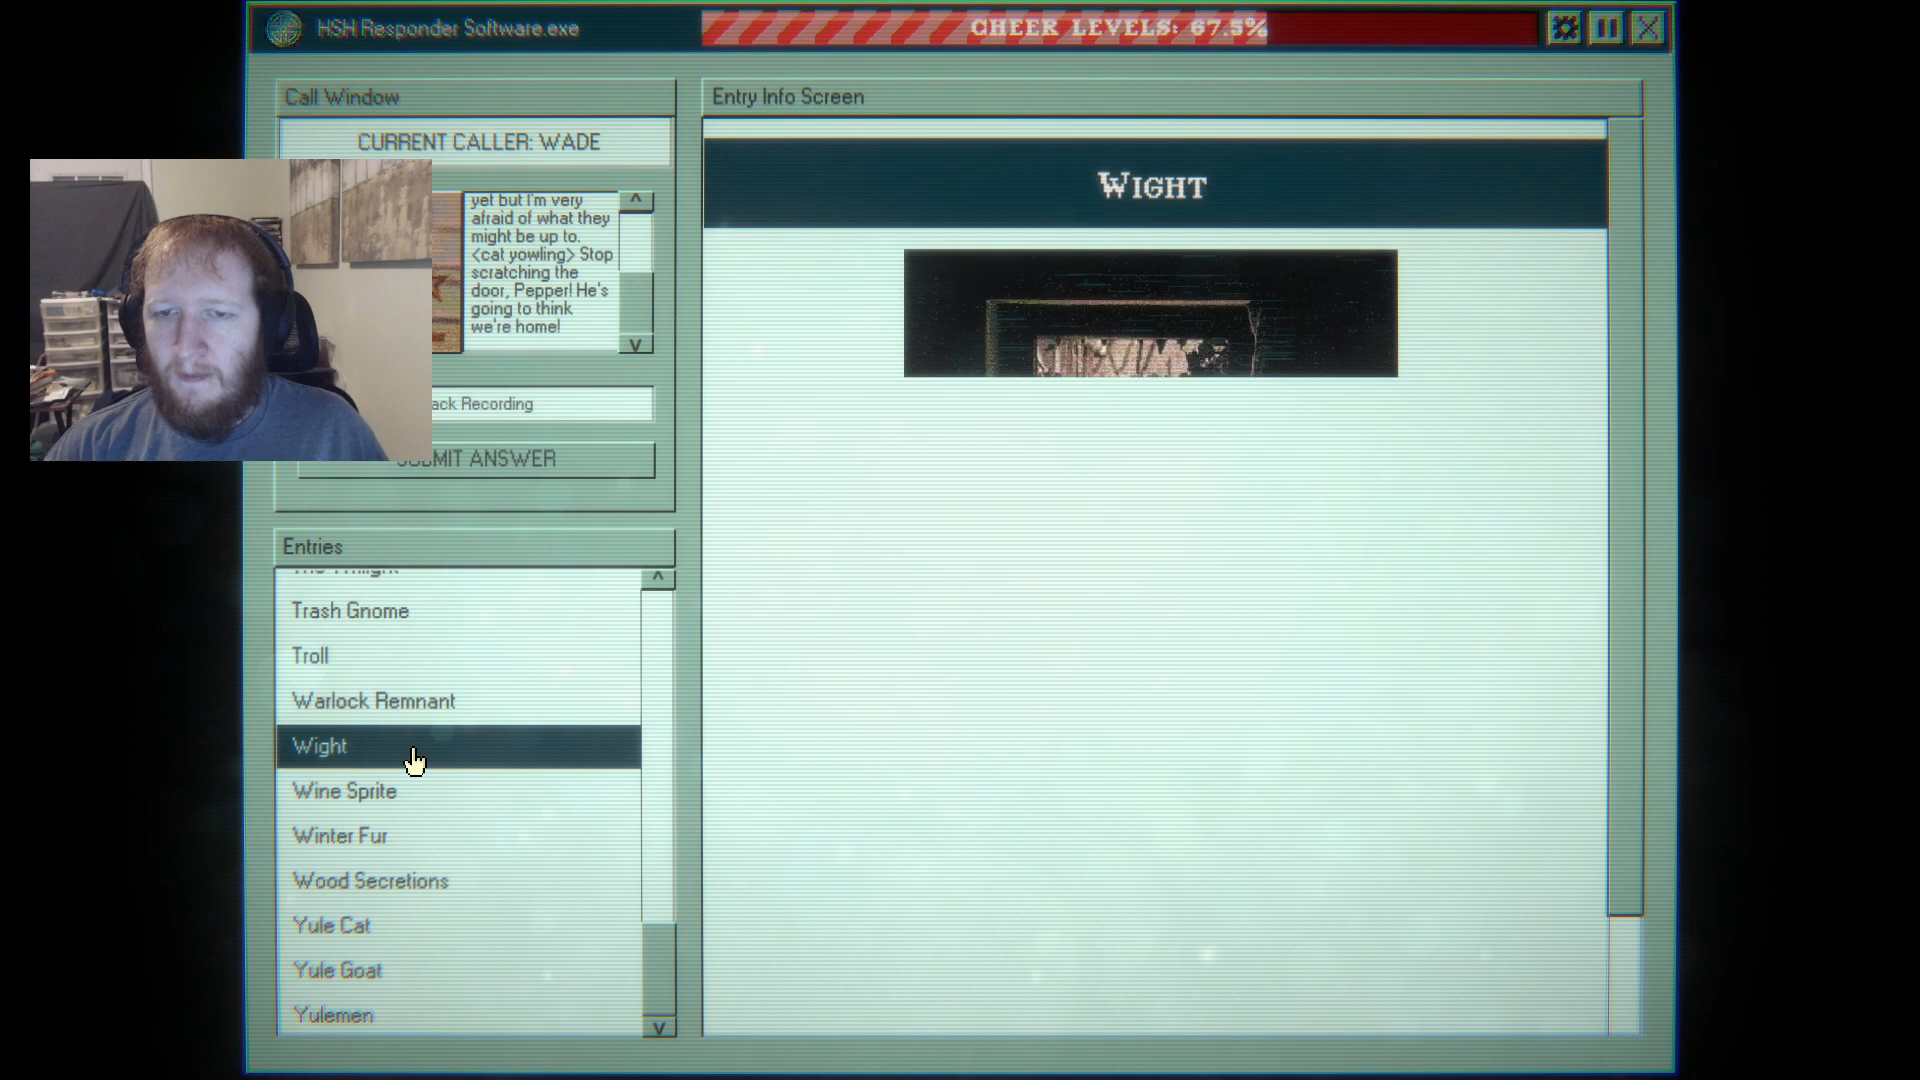 HSH Responder Software.exe
CHEER LEVELS: 67.5%
Call Window
CURRENT CALLER: WADE
yet but I'm very
afraid of what they
might be up to.
<cat yowling> Stop
scratching the
door, Pepper! He's
going to think
we're home!
ack Recording
SUBMIT ANSWER
Entries
Trash Gnome
Troll
Warlock Remnant
Wight
Wine Sprite
Winter Fur
Wood Secretions
Yule Cat
Yule Goat
Yulemen
Entry Info Screen
WIGHT